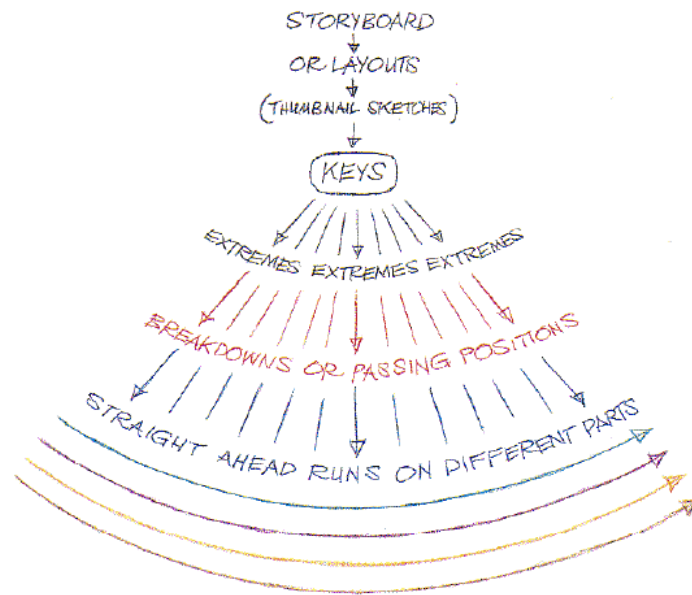 STORYBOARD
OR LAYOUTS
(THUMBNAIL SKETCHES)
KEYS
EXTREMES EXTREMES EXTREMES
BREAKDOWNS OR PASSING POSITIONS
STRAIGHT AHEAD RUNS ON DIFFERENT PARTS